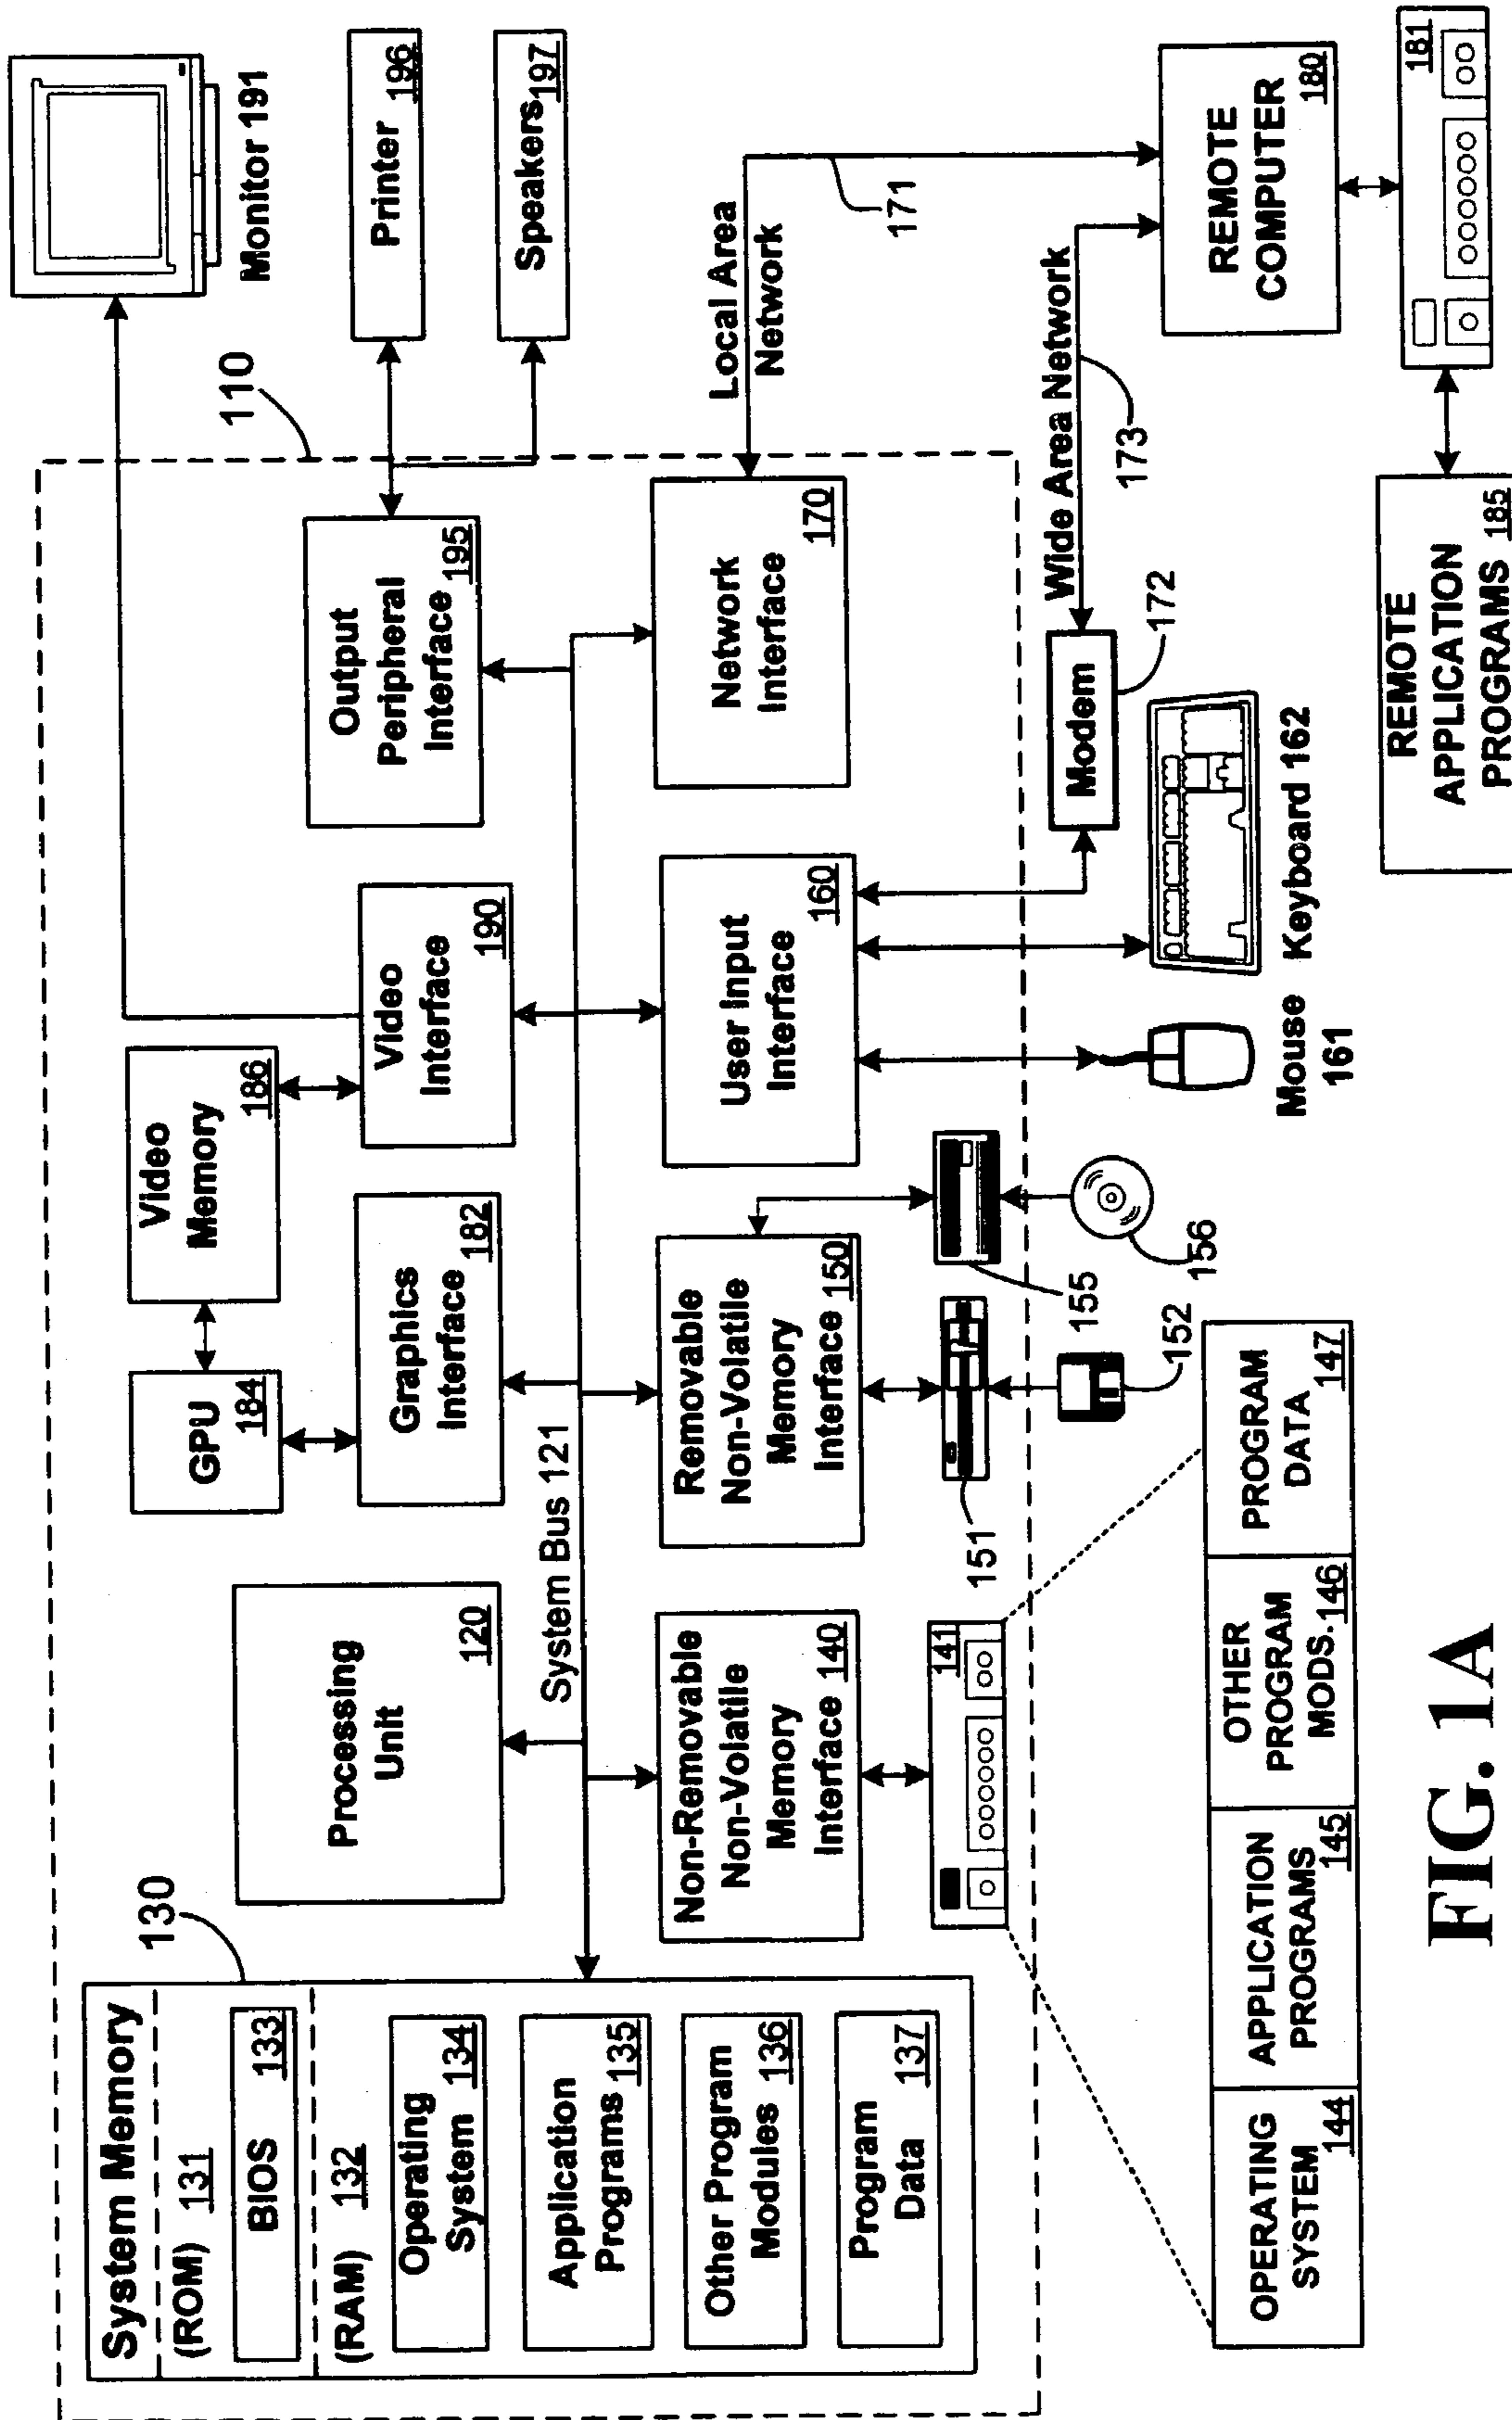 System Memory
(ROM) 131
BIOS 133
(RAM) 132
Operating
System 134
Application
Programs 135
Other Program
Modules 136
Program
Data 137
130
Processing
Unit
120
System Bus 121
GPU
184
Video
Memory
186
Graphics
Interface
182
Video
Interface
190
Output
Peripheral
Interface
195
110
Monitor 191
Printer
196
Speakers 197
Non-Removable
Non-Volatile
Memory
Interface 140
Removable
Non-Volatile
Memory
Interface 150
User Input
Interface
160
Network
Interface
170
Local Area
Network
171
141
151
152
155
156
Mouse
161
Keyboard 162
Modem
172
Wide Area Network
173
REMOTE
COMPUTER
180
181
REMOTE
APPLICATION
PROGRAMS 185
OPERATING
SYSTEM
144
APPLICATION
PROGRAMS
145
OTHER
PROGRAM
MODS. 146
PROGRAM
DATA
147
FIG. 1A